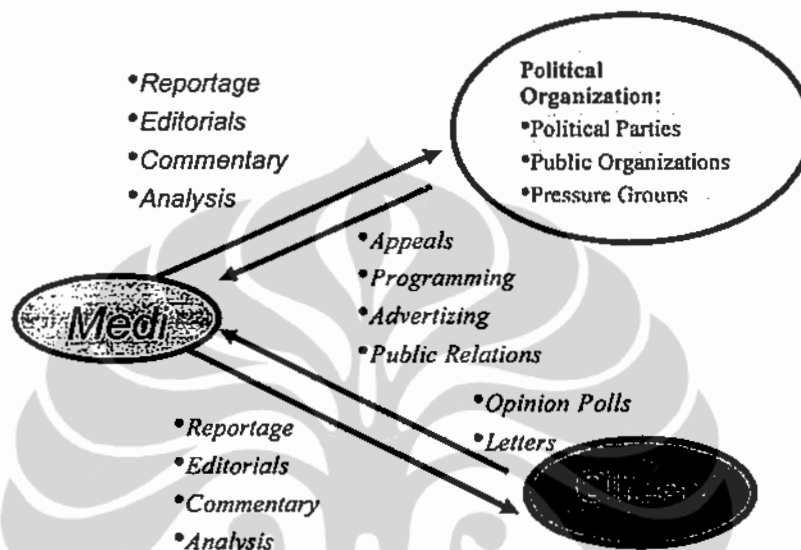 •Reportage
•Editorials
•Commentary
•Analysis
Political
Organization:
•Political Parties
•Public Organizations
•Pressure Groups
•Appeals
•Programming
•Advertizing
•Public Relations
Medi
•Opinion Polls
•Letters
•Reportage
•Editorials
•Commentary
•Analysis